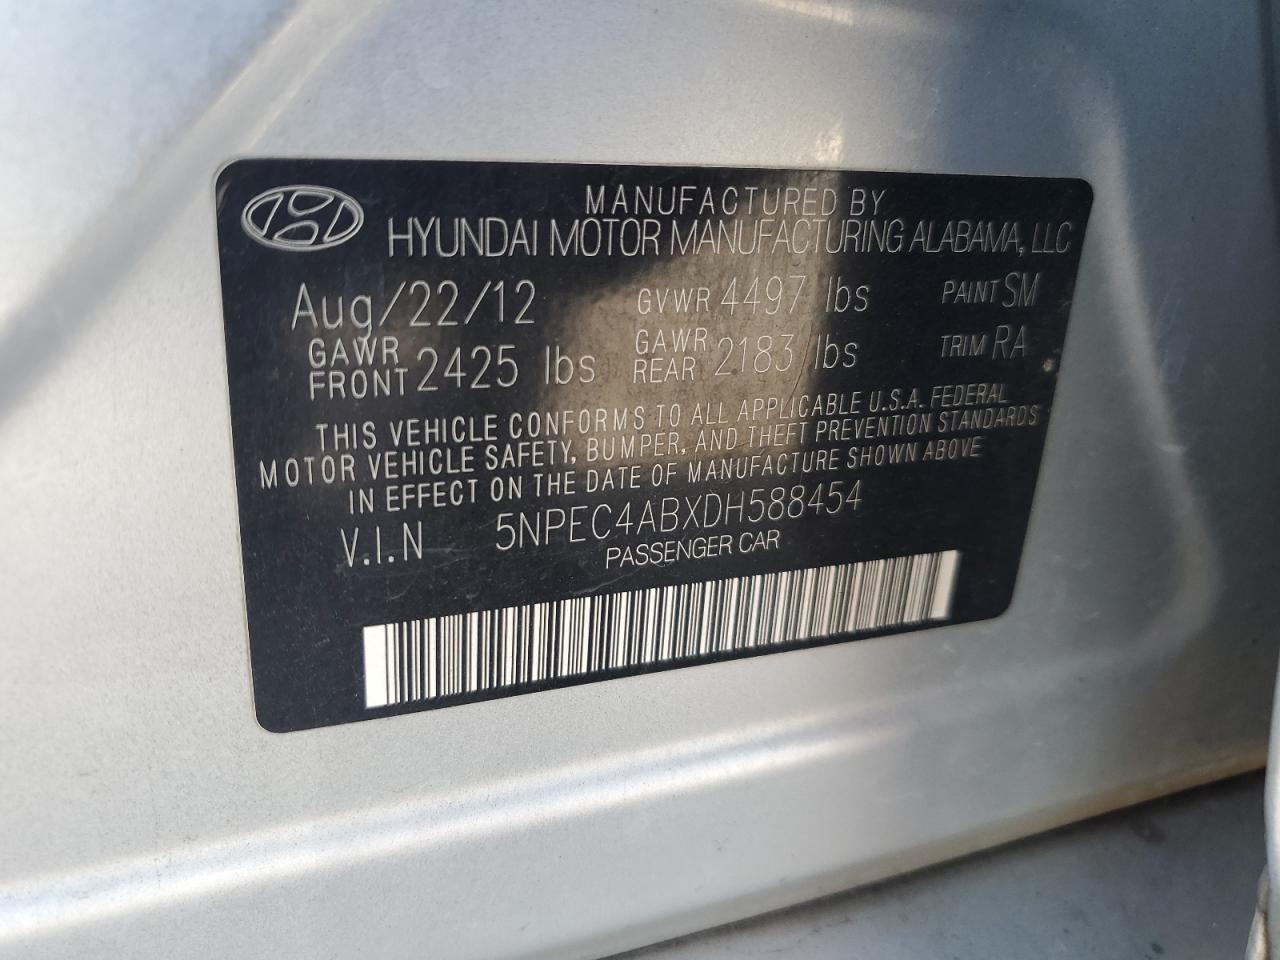 MANUFACTURED BY
HYUNDAI MOTOR MANUFACTURING ALABAMA, LLC
Aug/22/12 GVWR 4497 lbs PAINT SM
GAWR FRONT 2425 lbs GAWR REAR 2183 lbs TRIM RA
THIS VEHICLE CONFORMS TO ALL APPLICABLE U.S.A. FEDERAL
MOTOR VEHICLE SAFETY, BUMPER, AND THEFT PREVENTION STANDARDS
IN EFFECT ON THE DATE OF MANUFACTURE SHOWN ABOVE
V.I.N 5NPEC4ABXDH588454
PASSENGER CAR